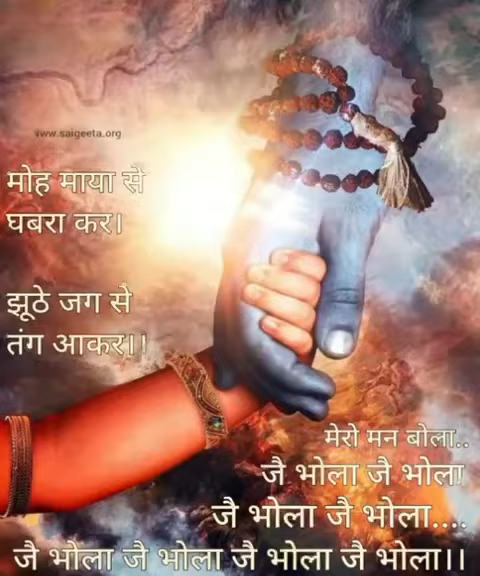 www.saigeeta.org
मोह माया से
घबरा कर।
झूठे जग से
तंग आकर।।
मेरो मन बोला..
जै भोला जै भोला
जै भोला जै भोला....
जै भोला जै भोला जै भोला जै भोला।।